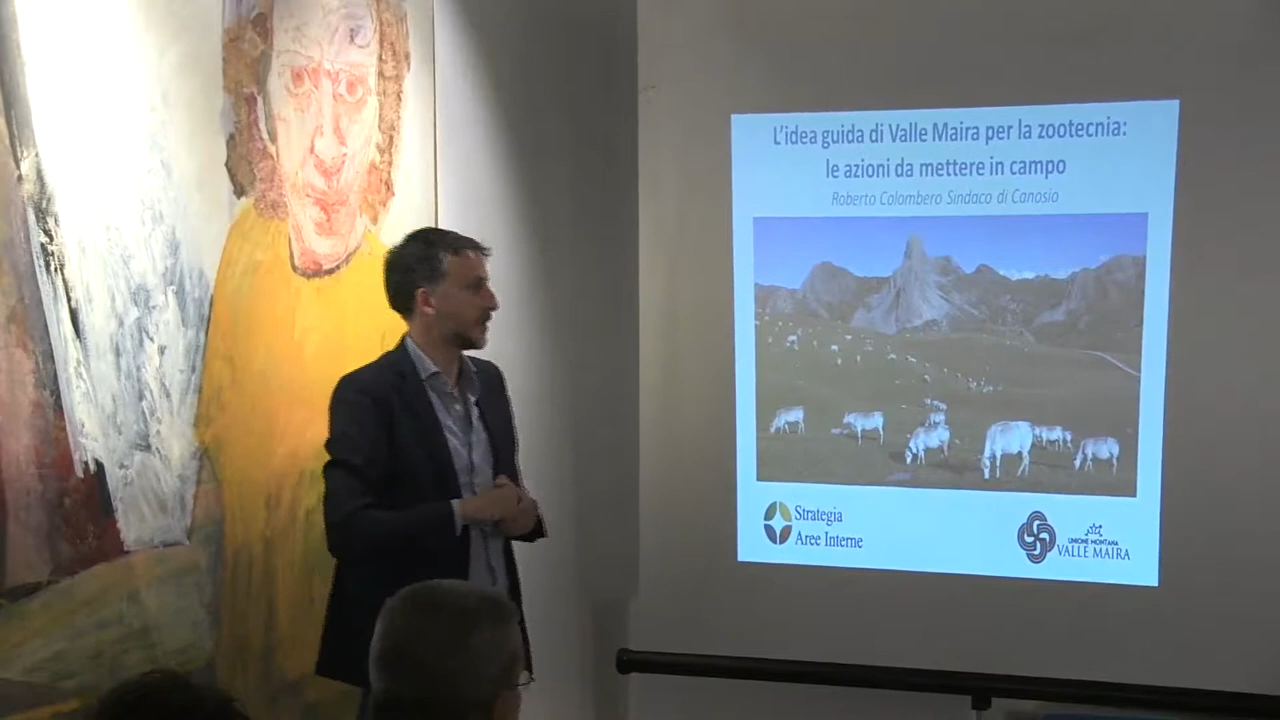 L'idea guida di Valle Maira per la zootecnia:
le azioni da mettere in campo
Roberto Colombero Sindaco di Canosio
Strategia
Aree Interne
UNIONE MONTANA
VALLE MAIRA